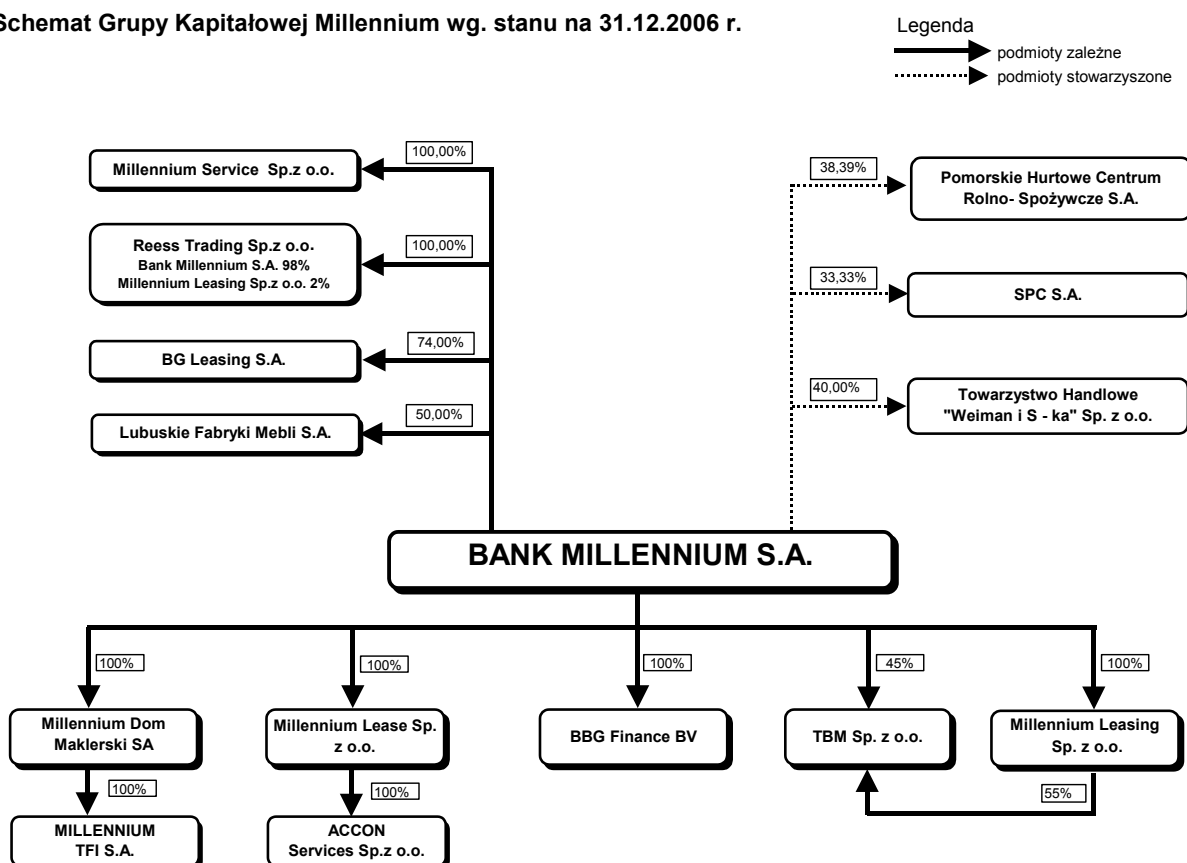 Schemat Grupy Kapitałowej Millennium wg. stanu na 31.12.2006 r.
Legenda
podmioty zależne
podmioty stowarzyszone
100,00%
Millennium Service Sp.z o.o.
38,39%
Pomorskie Hurtowe Centrum
Rolno- Spożywcze S.A.
100,00%
Reess Trading Sp.z o.o.
Bank Millennium S.A. 98%
Millennium Leasing Sp.z o.o. 2%
33,33%
SPC S.A.
74,00%
BG Leasing S.A.
40,00%
Towarzystwo Handlowe
"Weiman i S - ka" Sp. z o.o.
50,00%
Lubuskie Fabryki Mebli S.A.
BANK MILLENNIUM S.A.
100%
100%
100%
45%
100%
Millennium Dom
Maklerski SA
Millennium Lease Sp.
z o.o.
BBG Finance BV
TBM Sp. z o.o.
Millennium Leasing
Sp. z o.o.
100%
100%
55%
MILLENNIUM
TFI S.A.
ACCON
Services Sp.z o.o.